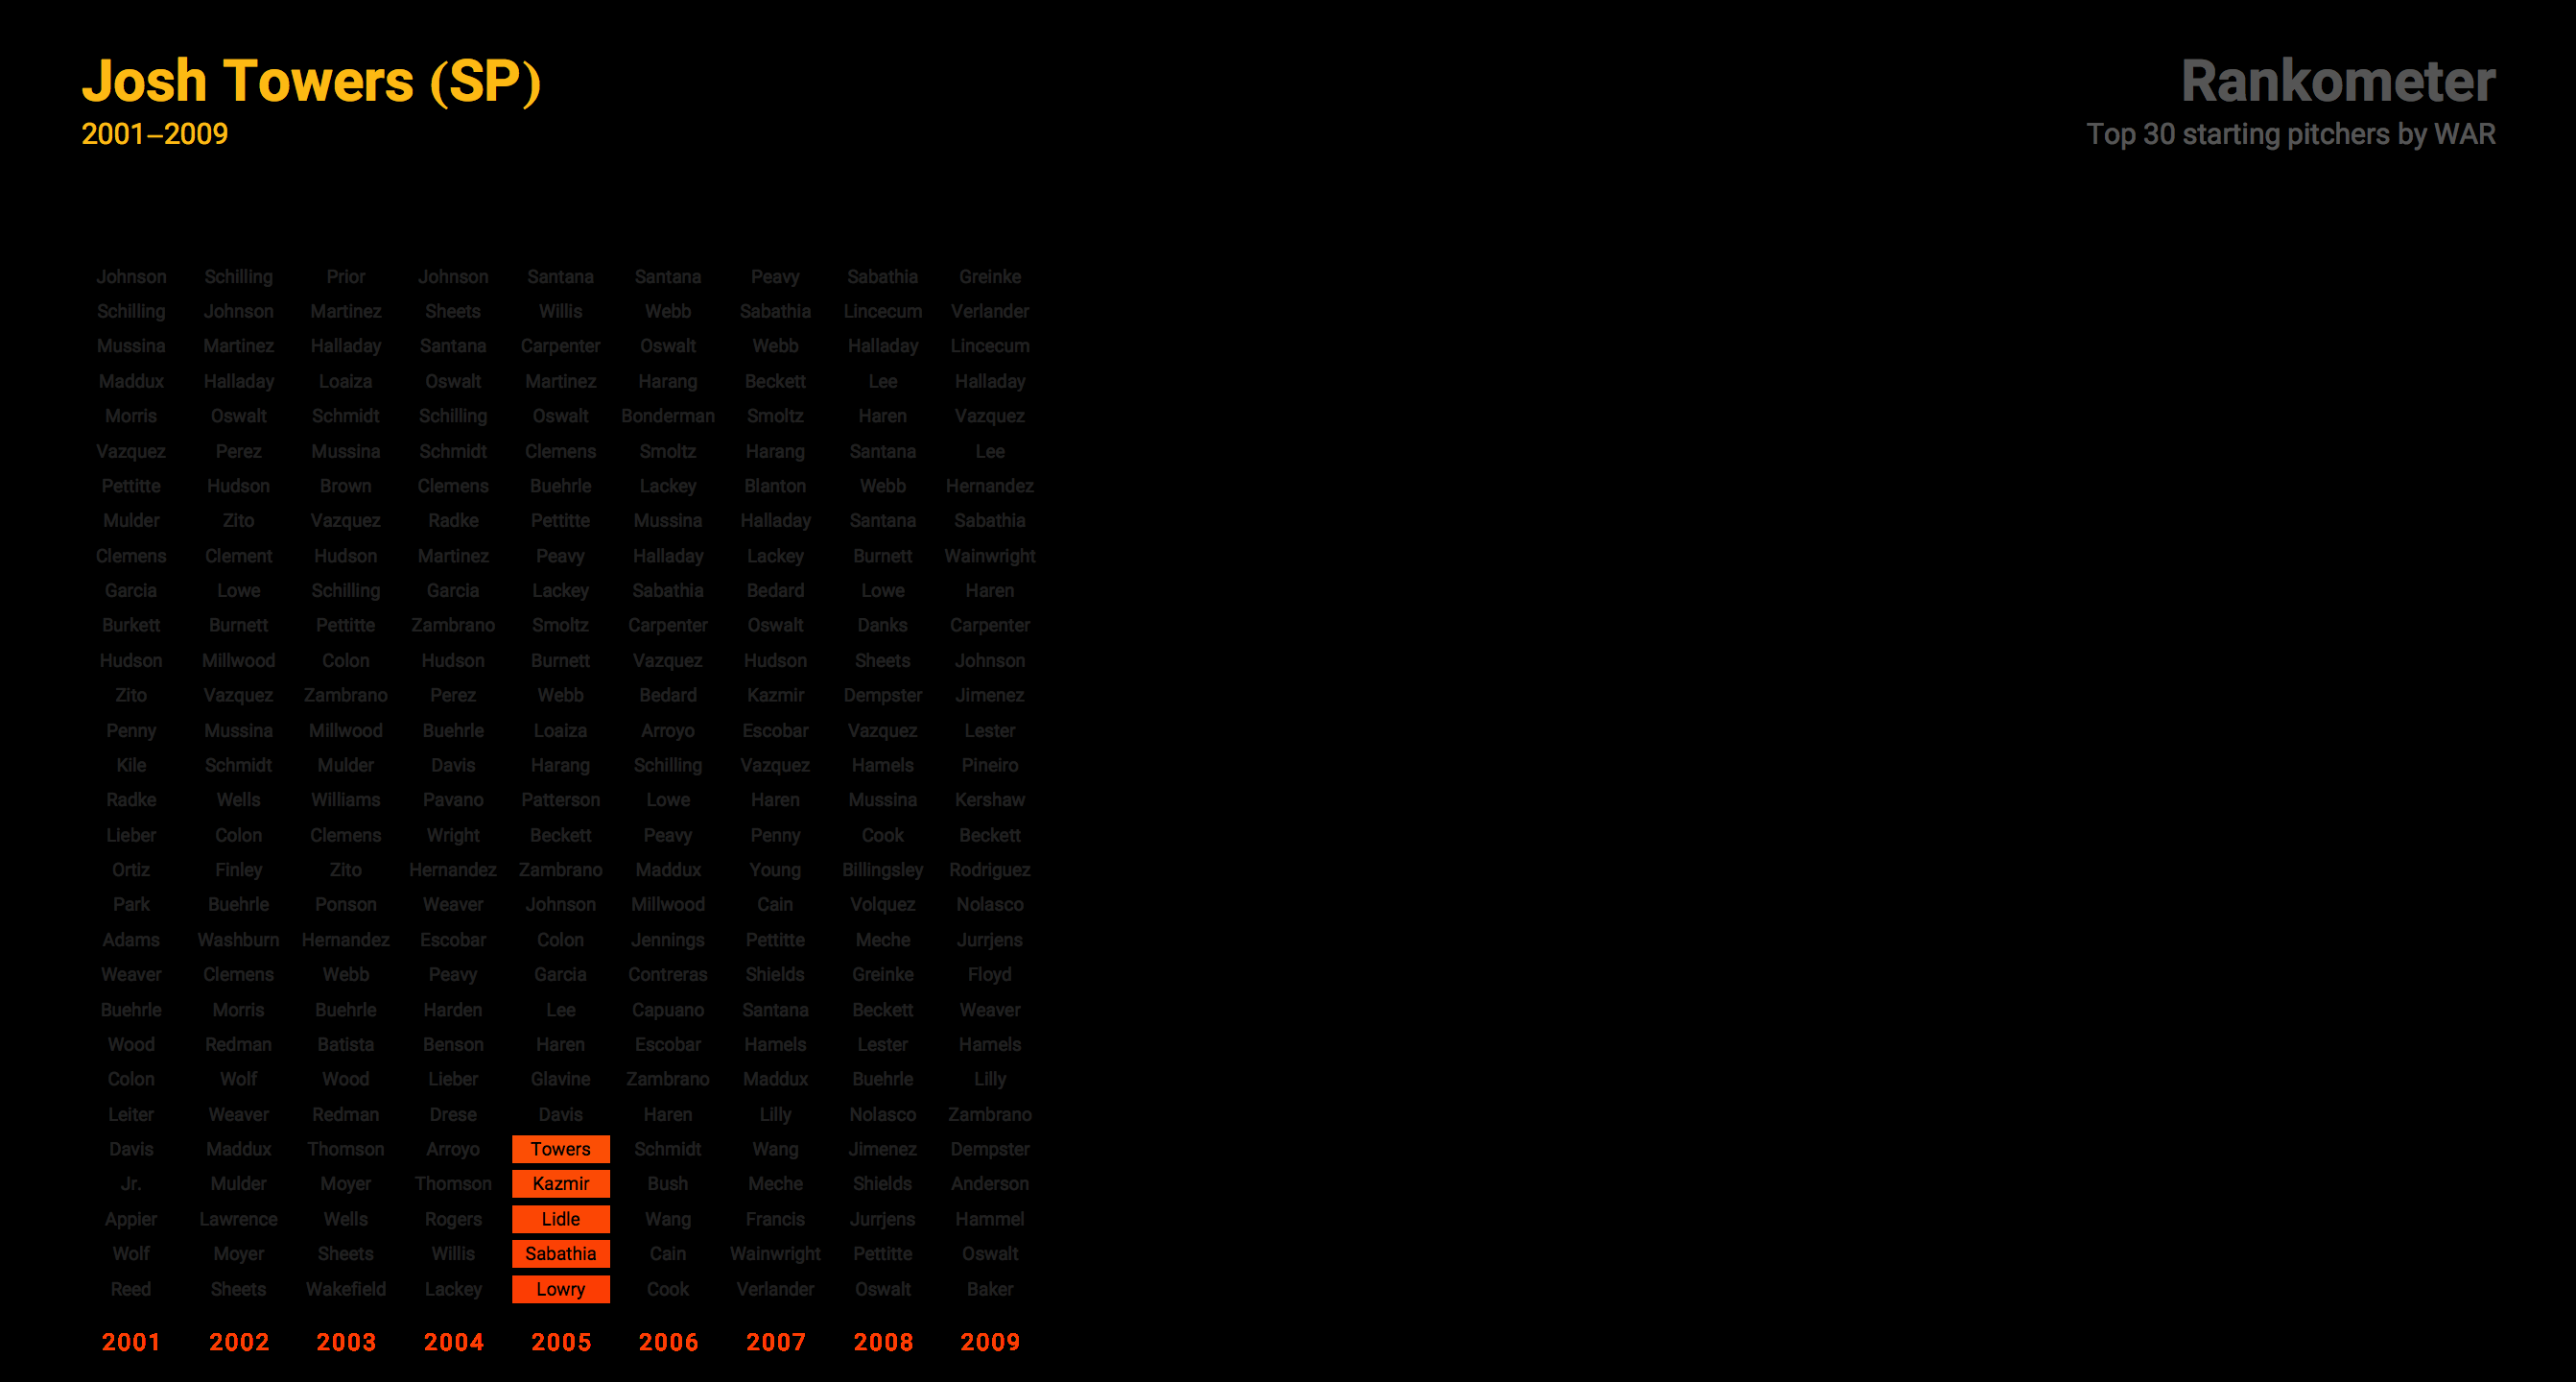 Josh Towers (SP)
2001–2009
Rankometer
Top 30 starting pitchers by WAR
Johnson Schilling Prior Johnson Santana Santana Peavy Sabathia Greinke
Schilling Johnson Martinez Sheets Willis Webb Sabathia Lincecum Verlander
Mussina Martinez Halladay Santana Carpenter Oswalt Webb Halladay Lincecum
Maddux Halladay Loaiza Oswalt Martinez Harang Beckett Lee Halladay
Morris Oswalt Schmidt Schilling Oswalt Bonderman Smoltz Haren Vazquez
Vazquez Perez Mussina Schmidt Clemens Smoltz Harang Santana Lee
Pettitte Hudson Brown Clemens Buehrle Lackey Blanton Webb Hernandez
Mulder Zito Vazquez Radke Pettitte Mussina Halladay Santana Sabathia
Clemens Clement Hudson Martinez Peavy Halladay Lackey Burnett Wainwright
Garcia Lowe Schilling Garcia Lackey Sabathia Bedard Lowe Haren
Burkett Burnett Pettitte Zambrano Smoltz Carpenter Oswalt Danks Carpenter
Hudson Millwood Colon Hudson Burnett Vazquez Hudson Sheets Johnson
Zito Vazquez Zambrano Perez Webb Bedard Kazmir Dempster Jimenez
Penny Mussina Millwood Buehrle Loaiza Arroyo Escobar Vazquez Lester
Kile Schmidt Mulder Davis Harang Schilling Vazquez Hamels Pineiro
Radke Wells Williams Pavano Patterson Lowe Haren Mussina Kershaw
Lieber Colon Clemens Wright Beckett Peavy Penny Cook Beckett
Ortiz Finley Zito Hernandez Zambrano Maddux Young Billingsley Rodriguez
Park Buehrle Ponson Weaver Johnson Millwood Cain Volquez Nolasco
Adams Washburn Hernandez Escobar Colon Jennings Pettitte Meche Jurrjens
Weaver Clemens Webb Peavy Garcia Contreras Shields Greinke Floyd
Buehrle Morris Buehrle Harden Lee Capuano Santana Beckett Weaver
Wood Redman Batista Benson Haren Escobar Hamels Lester Hamels
Colon Wolf Wood Lieber Glavine Zambrano Maddux Buehrle Lilly
Leiter Weaver Redman Drese Davis Haren Lilly Nolasco Zambrano
Davis Maddux Thomson Arroyo Towers Schmidt Wang Jimenez Dempster
Jr. Mulder Moyer Thomson Kazmir Bush Meche Shields Anderson
Appier Lawrence Wells Rogers Lidle Wang Francis Jurrjens Hammel
Wolf Moyer Sheets Willis Sabathia Cain Wainwright Pettitte Oswalt
Reed Sheets Wakefield Lackey Lowry Cook Verlander Oswalt Baker
2001 2002 2003 2004 2005 2006 2007 2008 2009